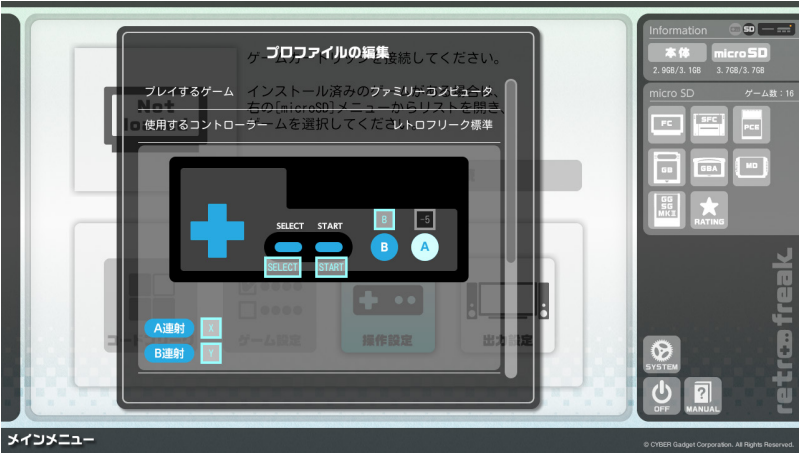 プロファイルの編集
ゲームカートリッジを接続してください。
プレイするゲーム
ファミリーコンピュータ
インストール済みの
右の[microSD]メニューからリストを開き、
ゲームを選択してください
使用するコントローラー
レトロフリーク標準
Not
SELECT START
B
-5
B
A
SELECT
START
A連射
X
B連射
Y
ゲーム設定
操作設定
出力設定
Information
SD
本体
microSD
2.9GB/3.1GB
3.7GB/3.7GB
micro SD
ゲーム数：16
FC
SFC
PCE
GB
GBA
MD
GG
SG
MKⅢ
RATING
retrofreak.
SYSTEM
OFF
MANUAL
メインメニュー
© CYBER Gadget Corporation. All Rights Reserved.